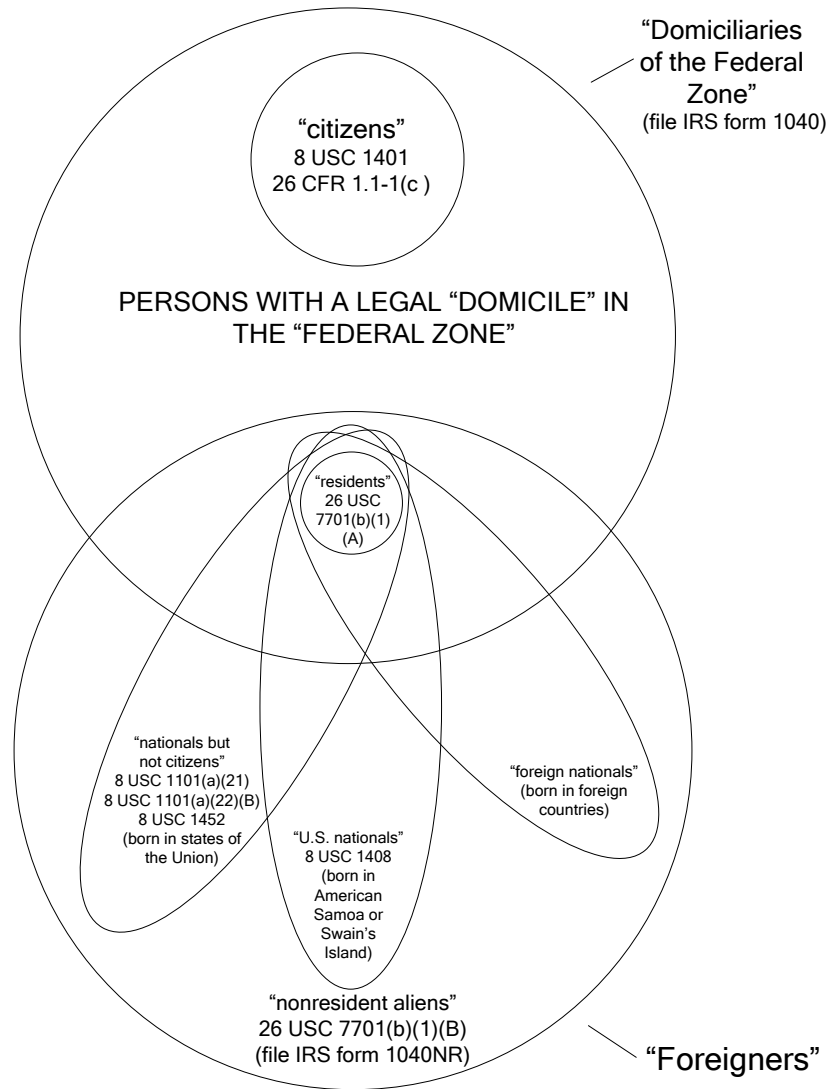 “Domiciliaries
of the Federal
Zone”
(file IRS form 1040)
“citizens”
8 USC 1401
26 CFR 1.1-1(c )
PERSONS WITH A LEGAL “DOMICILE” IN
THE “FEDERAL ZONE”
“residents”
26 USC
7701(b)(1)
(A)
“nationals but
not citizens”
8 USC 1101(a)(21)
8 USC 1101(a)(22)(B)
8 USC 1452
(born in states of
the Union)
“U.S. nationals”
8 USC 1408
(born in
American
Samoa or
Swain’s
Island)
“foreign nationals”
(born in foreign
countries)
“nonresident aliens”
26 USC 7701(b)(1)(B)
(file IRS form 1040NR)
“Foreigners”